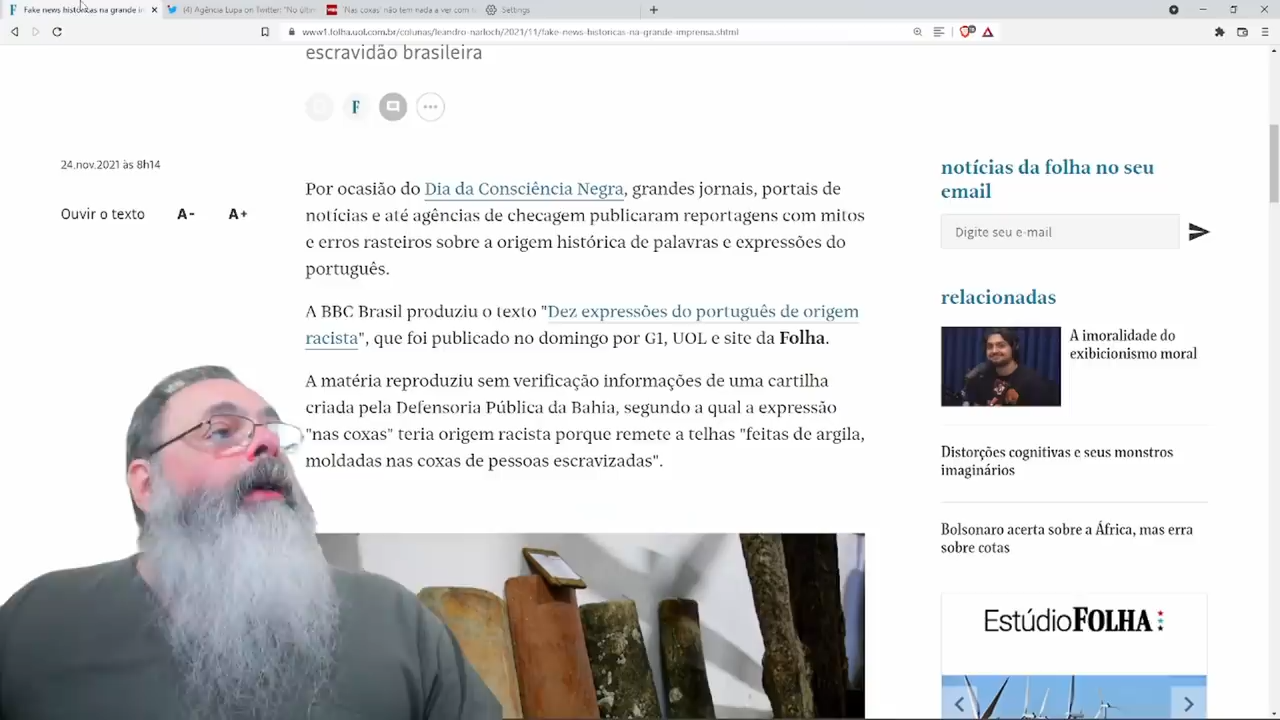 Fake news históricas na grande in
(4) Agência Lupa on Twitter: "No últim
"Nas coxas" não tem nada a ver com
Settings
www1.folha.uol.com.br/colunas/leandro-narloch/2021/11/fake-news-historicas-na-grande-imprensa.shtml
escravidão brasileira
F
24.nov.2021 às 8h14
Ouvir o texto A- A+
Por ocasião do Dia da Consciência Negra, grandes jornais, portais de
notícias e até agências de checagem publicaram reportagens com mitos
e erros rasteiros sobre a origem histórica de palavras e expressões do
português.
A BBC Brasil produziu o texto "Dez expressões do português de origem
racista", que foi publicado no domingo por G1, UOL e site da Folha.
A matéria reproduziu sem verificação informações de uma cartilha
criada pela Defensoria Pública da Bahia, segundo a qual a expressão
"nas coxas" teria origem racista porque remete a telhas "feitas de argila,
moldadas nas coxas de pessoas escravizadas".
notícias da folha no seu
email
Digite seu e-mail
relacionadas
A imoralidade do
exibicionismo moral
Distorções cognitivas e seus monstros
imaginários
Bolsonaro acerta sobre a África, mas erra
sobre cotas
EstúdioFOLHA